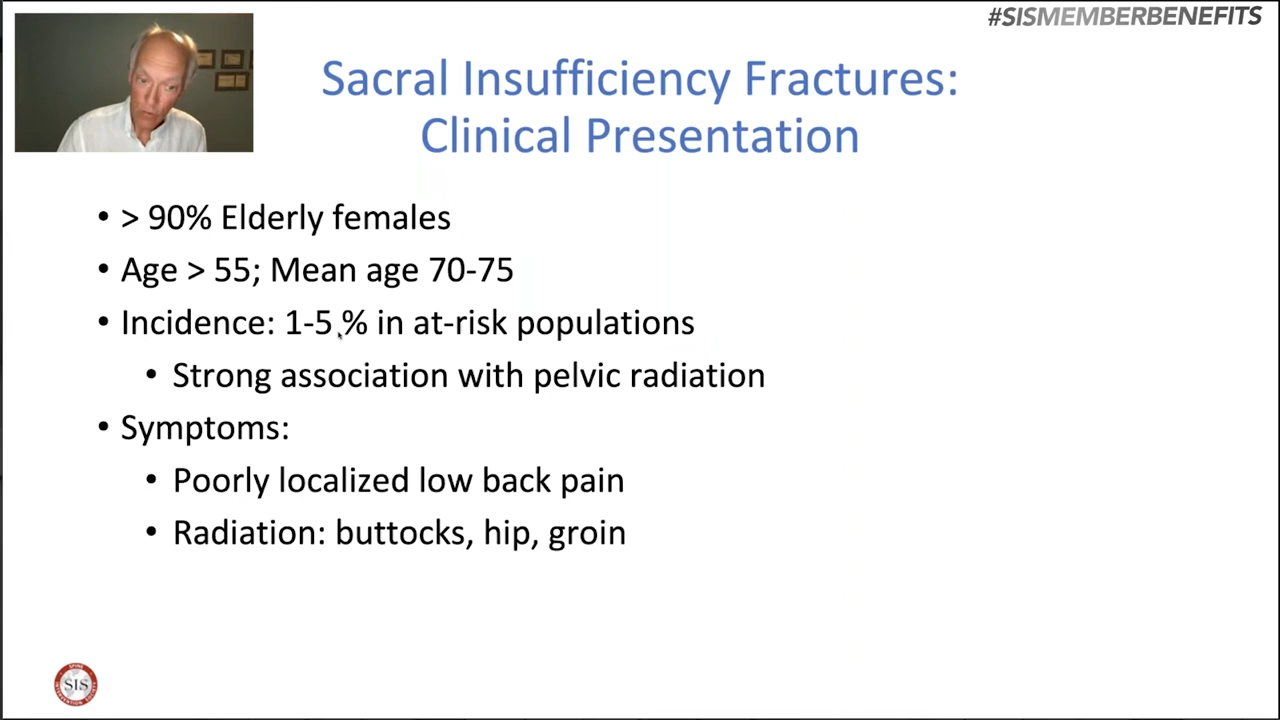 #SISMEMBERBENEFITS
Sacral Insufficiency Fractures:
Clinical Presentation
• > 90% Elderly females
• Age > 55; Mean age 70-75
• Incidence: 1-5 % in at-risk populations
• Strong association with pelvic radiation
• Symptoms:
• Poorly localized low back pain
• Radiation: buttocks, hip, groin
SIS